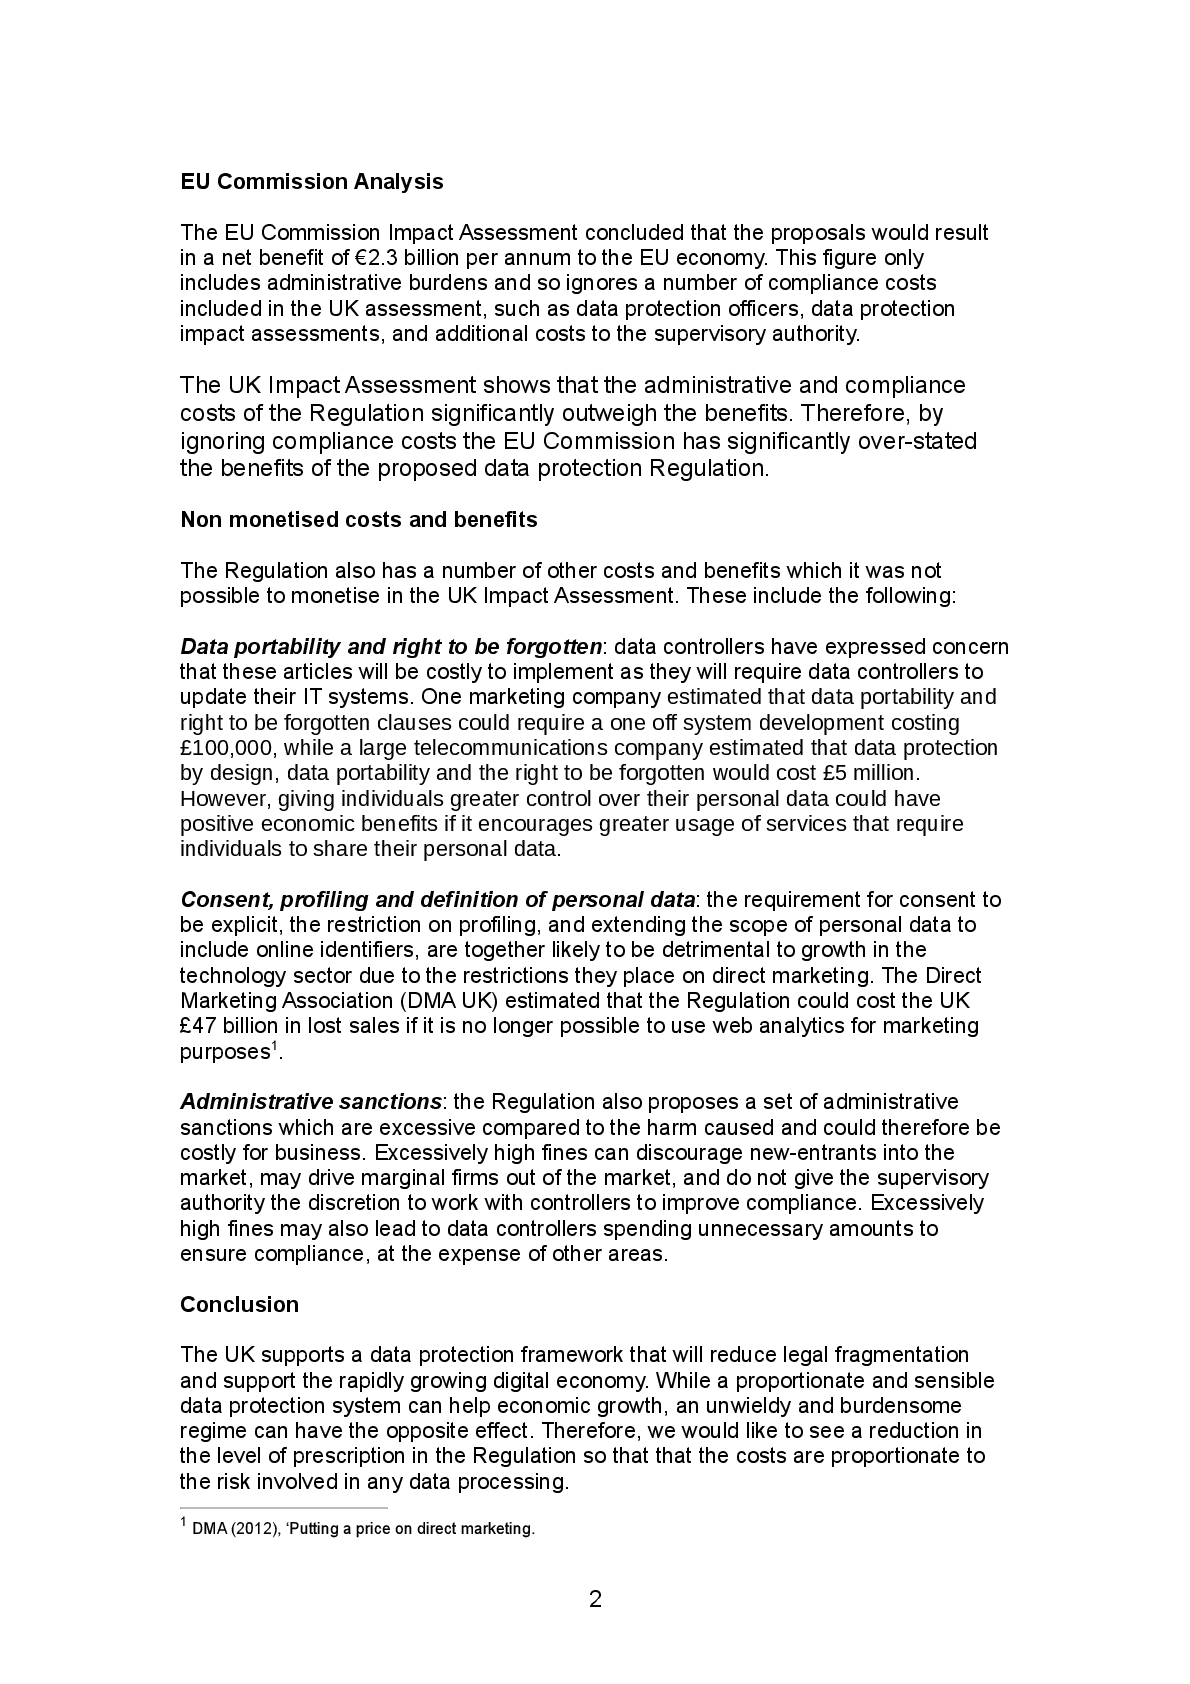 EU Commission Analysis
The EU Commission Impact Assessment concluded that the proposals would result
in a net benefit of €2.3 billion per annum to the EU economy. This figure only
includes administrative burdens and so ignores a number of compliance costs
included in the UK assessment, such as data protection officers, data protection
impact assessments, and additional costs to the supervisory authority.
The UK Impact Assessment shows that the administrative and compliance
costs of the Regulation significantly outweigh the benefits. Therefore, by
ignoring compliance costs the EU Commission has significantly over-stated
the benefits of the proposed data protection Regulation.
Non monetised costs and benefits
The Regulation also has a number of other costs and benefits which it was not
possible to monetise in the UK Impact Assessment. These include the following:
Data portability and right to be forgotten: data controllers have expressed concern
that these articles will be costly to implement as they will require data controllers to
update their IT systems. One marketing company estimated that data portability and
right to be forgotten clauses could require a one off system development costing
£100,000, while a large telecommunications company estimated that data protection
by design, data portability and the right to be forgotten would cost £5 million.
However, giving individuals greater control over their personal data could have
positive economic benefits if it encourages greater usage of services that require
individuals to share their personal data.
Consent, profiling and definition of personal data: the requirement for consent to
be explicit, the restriction on profiling, and extending the scope of personal data to
include online identifiers, are together likely to be detrimental to growth in the
technology sector due to the restrictions they place on direct marketing. The Direct
Marketing Association (DMA UK) estimated that the Regulation could cost the UK
£47 billion in lost sales if it is no longer possible to use web analytics for marketing
purposes1.
Administrative sanctions: the Regulation also proposes a set of administrative
sanctions which are excessive compared to the harm caused and could therefore be
costly for business. Excessively high fines can discourage new-entrants into the
market, may drive marginal firms out of the market, and do not give the supervisory
authority the discretion to work with controllers to improve compliance. Excessively
high fines may also lead to data controllers spending unnecessary amounts to
ensure compliance, at the expense of other areas.
Conclusion
The UK supports a data protection framework that will reduce legal fragmentation
and support the rapidly growing digital economy. While a proportionate and sensible
data protection system can help economic growth, an unwieldy and burdensome
regime can have the opposite effect. Therefore, we would like to see a reduction in
the level of prescription in the Regulation so that that the costs are proportionate to
the risk involved in any data processing.
1 DMA (2012), ‘Putting a price on direct marketing.
2